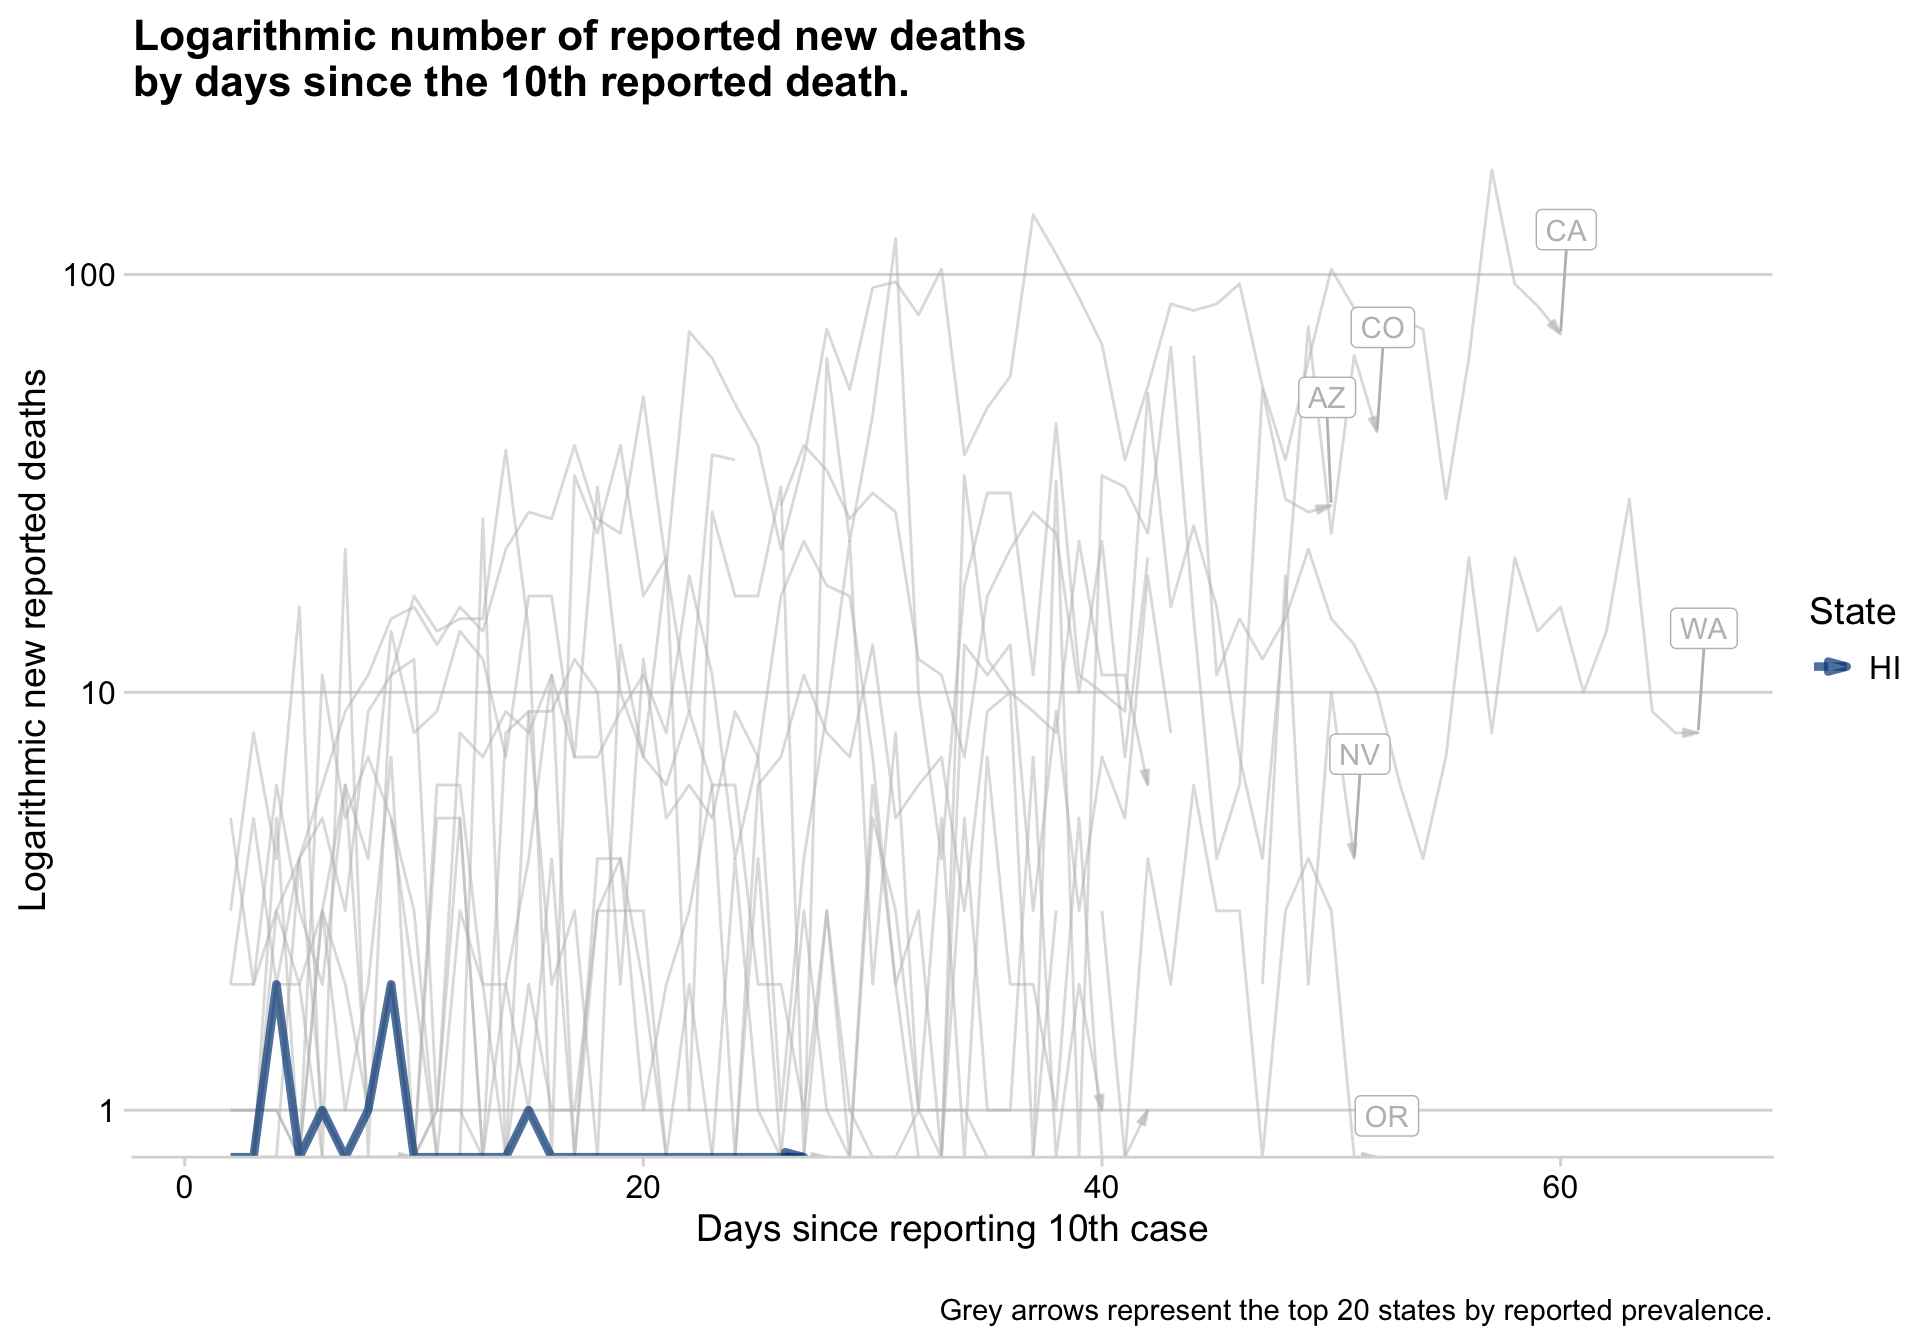 Logarithmic number of reported new deaths
by days since the 10th reported death.
Logarithmic new reported deaths
100
10
1
CA
CO
AZ
WA
NV
OR
State
HI
0
20
40
60
Days since reporting 10th case
Grey arrows represent the top 20 states by reported prevalence.